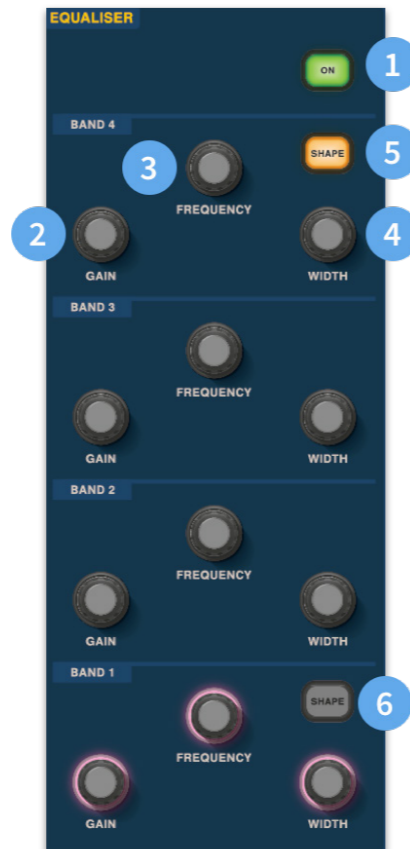 EQUALISER
ON
1
BAND 4
SHAPE
5
3
FREQUENCY
2
4
GAIN
WIDTH
BAND 3
FREQUENCY
GAIN
WIDTH
BAND 2
FREQUENCY
GAIN
WIDTH
BAND 1
SHAPE
6
FREQUENCY
GAIN
WIDTH